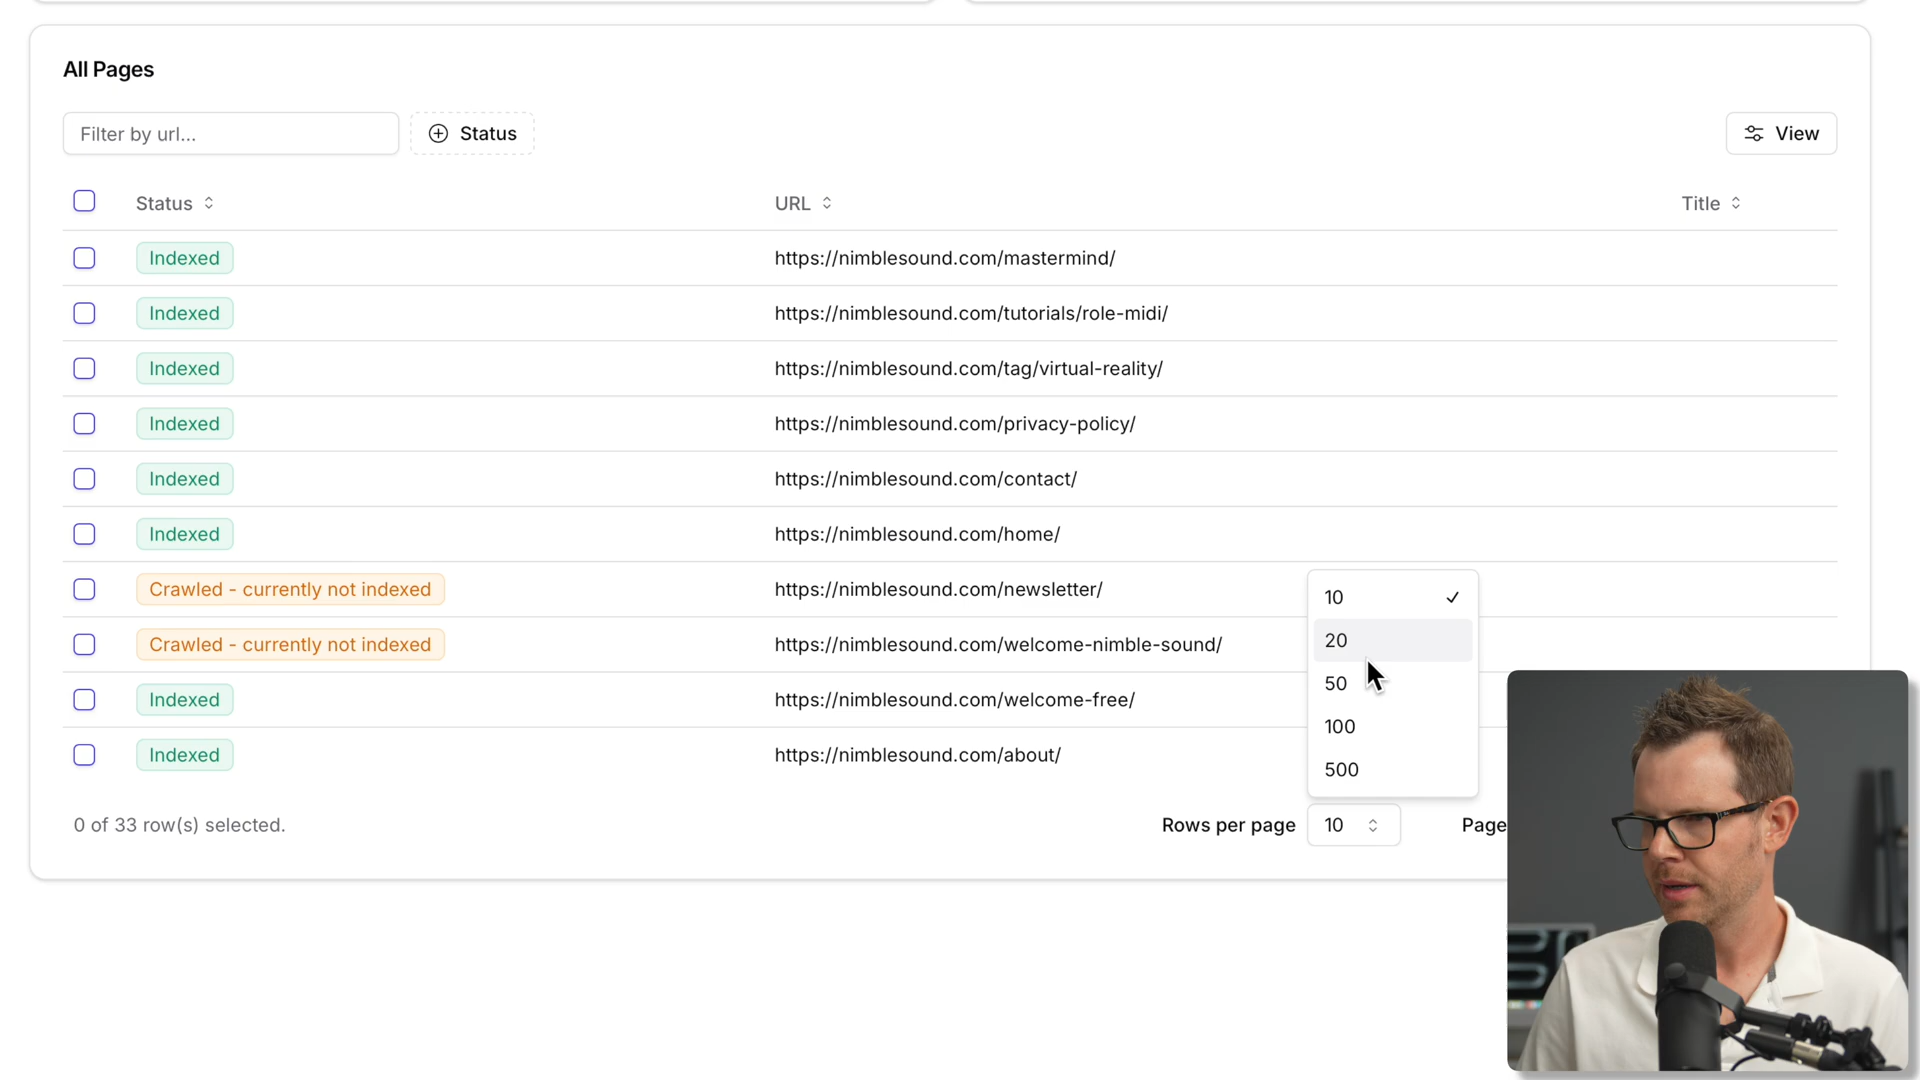 All Pages
Filter by url...
Status
View
Status
URL
Title
Indexed
https://nimblesound.com/mastermind/
Indexed
https://nimblesound.com/tutorials/role-midi/
Indexed
https://nimblesound.com/tag/virtual-reality/
Indexed
https://nimblesound.com/privacy-policy/
Indexed
https://nimblesound.com/contact/
Indexed
https://nimblesound.com/home/
Crawled - currently not indexed
https://nimblesound.com/newsletter/
Crawled - currently not indexed
https://nimblesound.com/welcome-nimble-sound/
Indexed
https://nimblesound.com/welcome-free/
Indexed
https://nimblesound.com/about/
10
20
50
100
500
0 of 33 row(s) selected.
Rows per page
10
Page